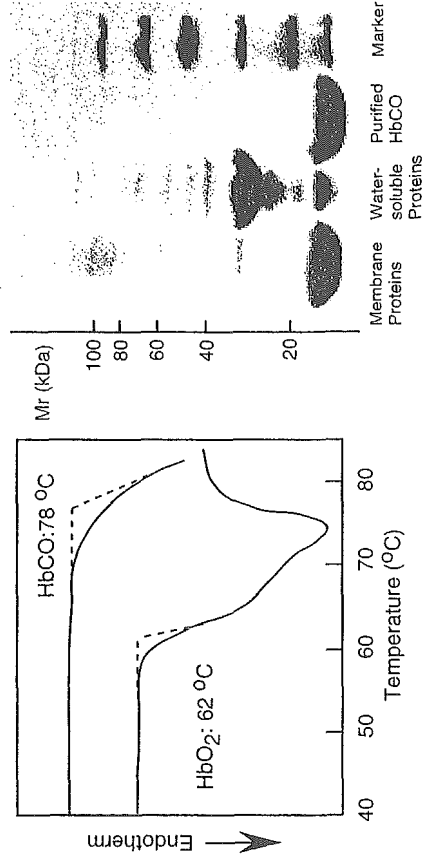 HbCO:78 °C
HbO2: 62 °C
Endotherm
40
50
60
70
80
Temperature (°C)
Mr (kDa)
100
80
60
40
20
Membrane
Proteins
Water-
soluble
Proteins
Purified
HbCO
Marker